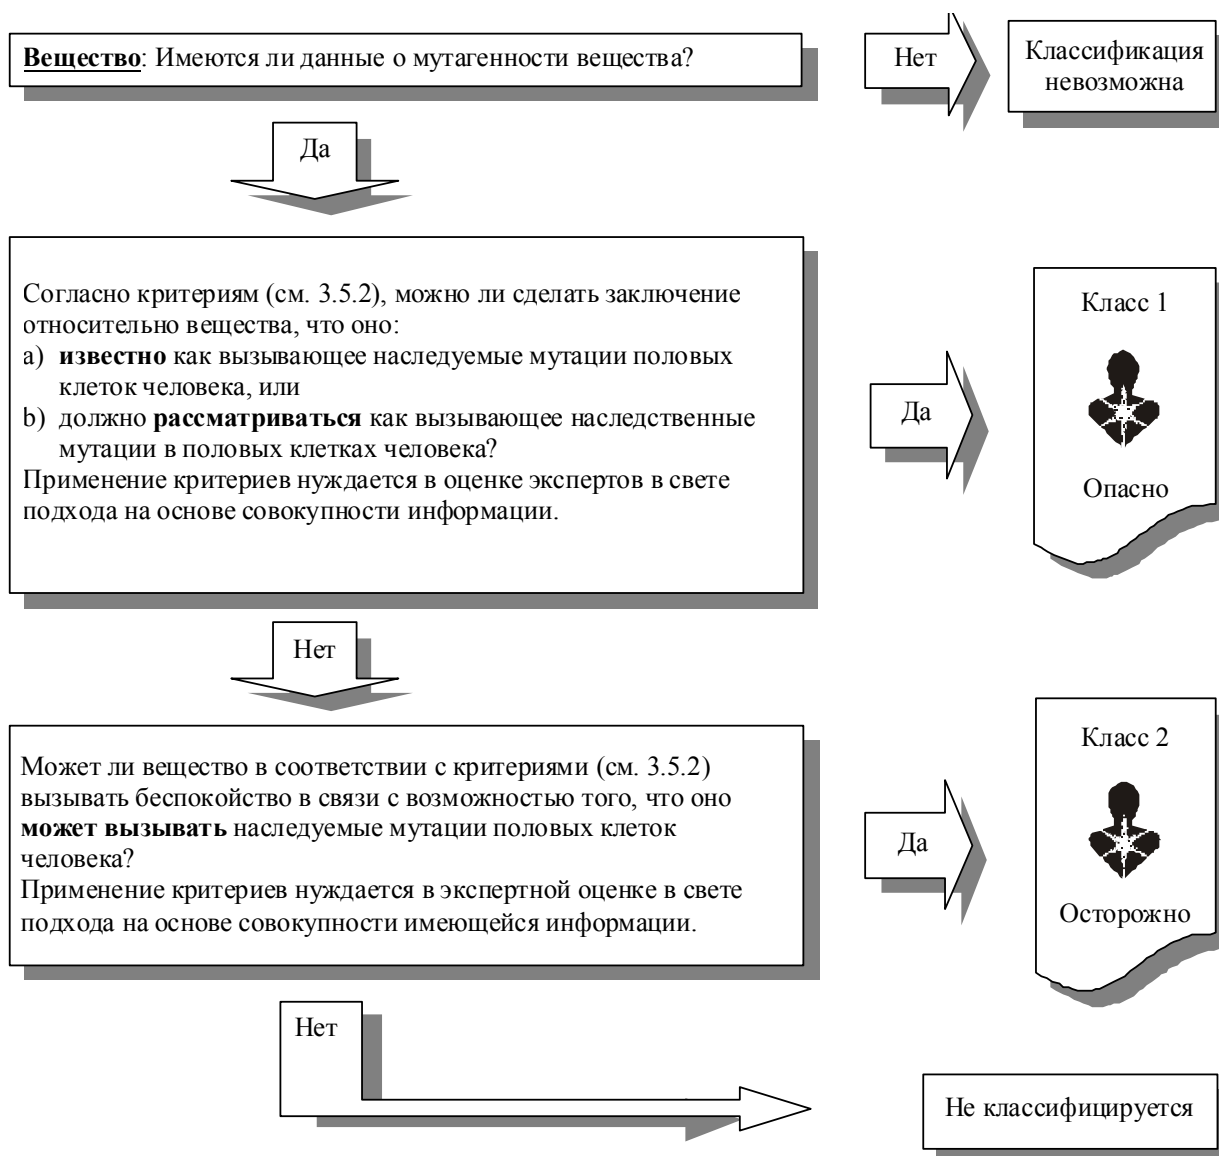 Вещество: Имеются ли данные о мутагенности вещества?
Нет
Классификация
невозможна
Да
Согласно критериям (см. 3.5.2), можно ли сделать заключение
относительно вещества, что оно:
a) известно как вызывающее наследуемые мутации половых
клеток человека, или
b) должно рассматриваться как вызывающее наследственные
мутации в половых клетках человека?
Применение критериев нуждается в оценке экспертов в свете
подхода на основе совокупности информации.
Да
Класс 1
Опасно
Нет
Может ли вещество в соответствии с критериями (см. 3.5.2)
вызывать беспокойство в связи с возможностью того, что оно
может вызывать наследуемые мутации половых клеток
человека?
Применение критериев нуждается в экспертной оценке в свете
подхода на основе совокупности имеющейся информации.
Да
Класс 2
Осторожно
Нет
Не классифицируется